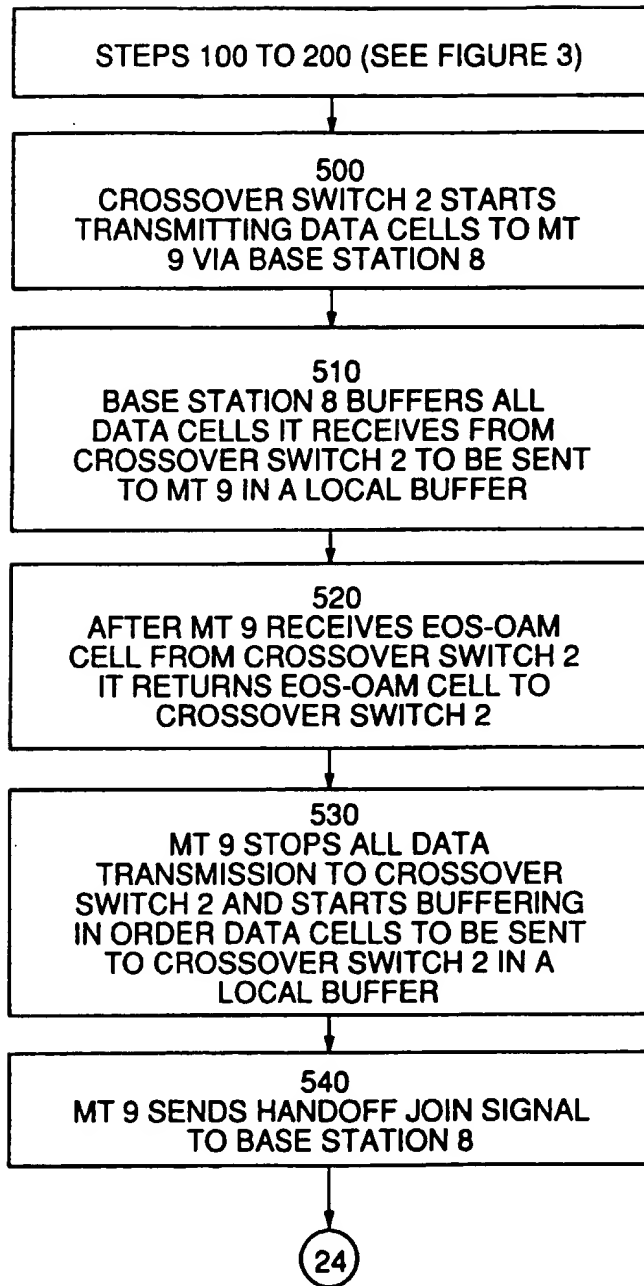 STEPS 100 TO 200 (SEE FIGURE 3)
500
CROSSOVER SWITCH 2 STARTS
TRANSMITTING DATA CELLS TO MT
9 VIA BASE STATION 8
510
BASE STATION 8 BUFFERS ALL
DATA CELLS IT RECEIVES FROM
CROSSOVER SWITCH 2 TO BE SENT
TO MT 9 IN A LOCAL BUFFER
520
AFTER MT 9 RECEIVES EOS-OAM
CELL FROM CROSSOVER SWITCH 2
IT RETURNS EOS-OAM CELL TO
CROSSOVER SWITCH 2
530
MT 9 STOPS ALL DATA
TRANSMISSION TO CROSSOVER
SWITCH 2 AND STARTS BUFFERING
IN ORDER DATA CELLS TO BE SENT
TO CROSSOVER SWITCH 2 IN A
LOCAL BUFFER
540
MT 9 SENDS HANDOFF JOIN SIGNAL
TO BASE STATION 8
24